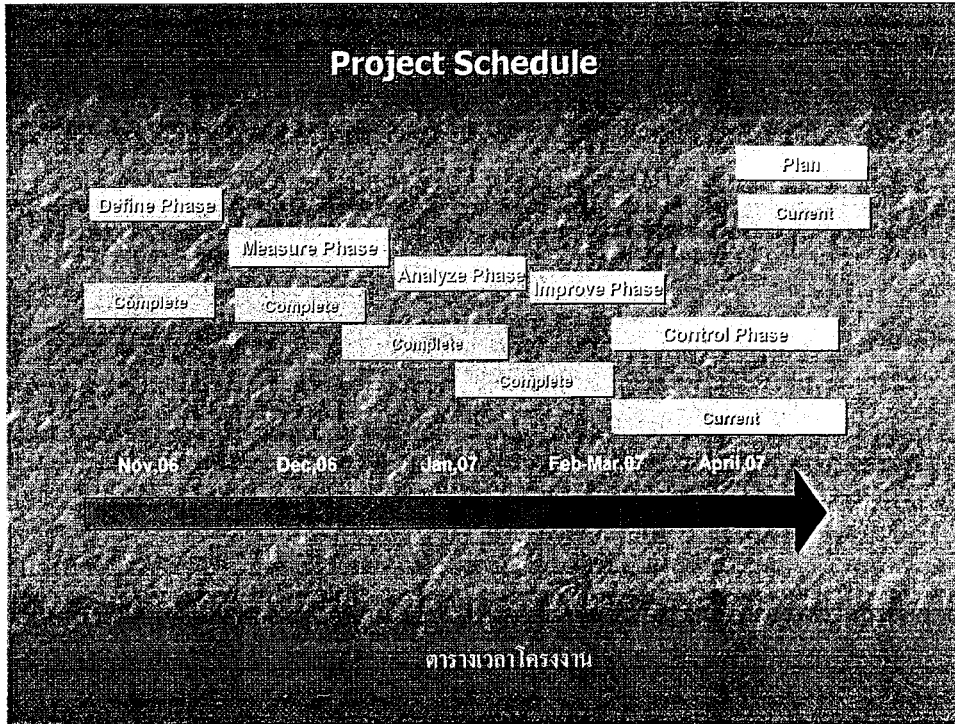 Project Schedule
Plan
Define Phase
Current
Measure Phase
Analyze Phase
Improve Phase
Complete
Complete
Control Phase
Complete
Complete
Current
Nov,06 Dec,06 Jan,07 Feb-Mar,07 April,07
ตารางเวลาโครงงาน